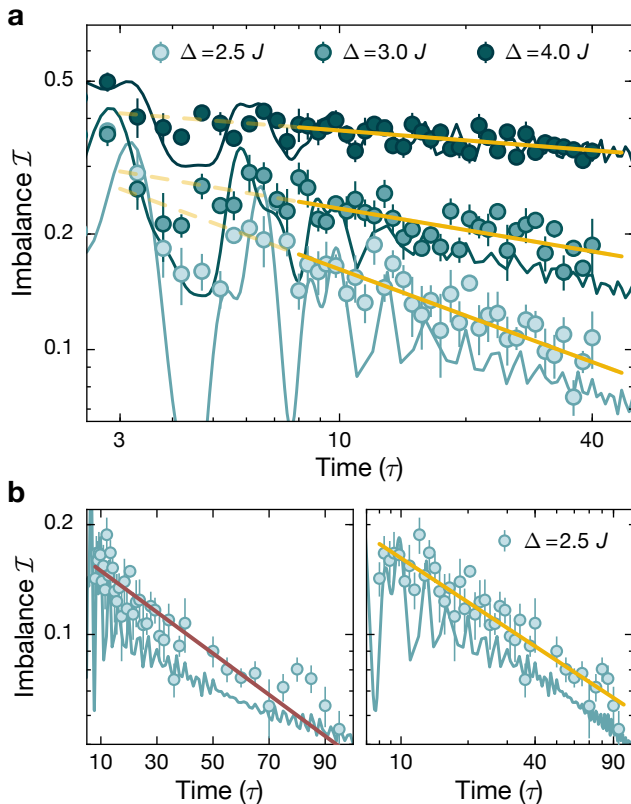 a
Δ=2.5 J Δ=3.0 J Δ=4.0 J
Imbalance ℐ
0.5
0.2
0.1
3 10 40
Time (τ)
b
Δ=2.5 J
Imbalance ℐ
0.2
0.1
10 30 50 70 90
10 40 90
Time (τ) Time (τ)